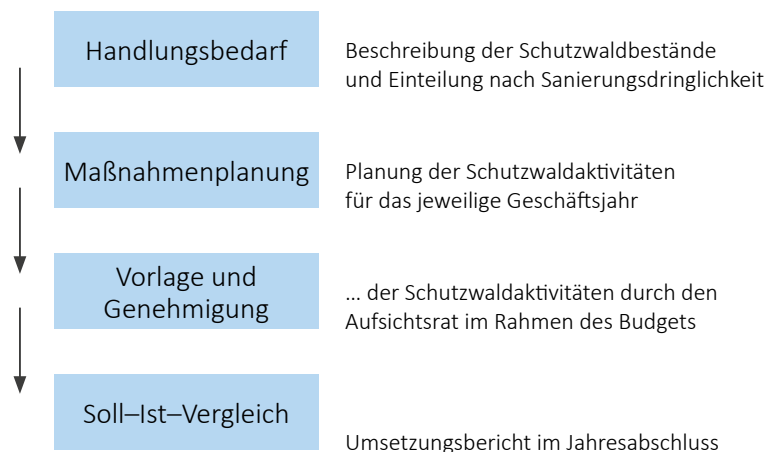 Handlungsbedarf
Beschreibung der Schutzwaldbestände
und Einteilung nach Sanierungsdringlichkeit
Maßnahmenplanung
Planung der Schutzwaldaktivitäten
für das jeweilige Geschäftsjahr
Vorlage und
Genehmigung
... der Schutzwaldaktivitäten durch den
Aufsichtsrat im Rahmen des Budgets
Soll–Ist–Vergleich
Umsetzungsbericht im Jahresabschluss